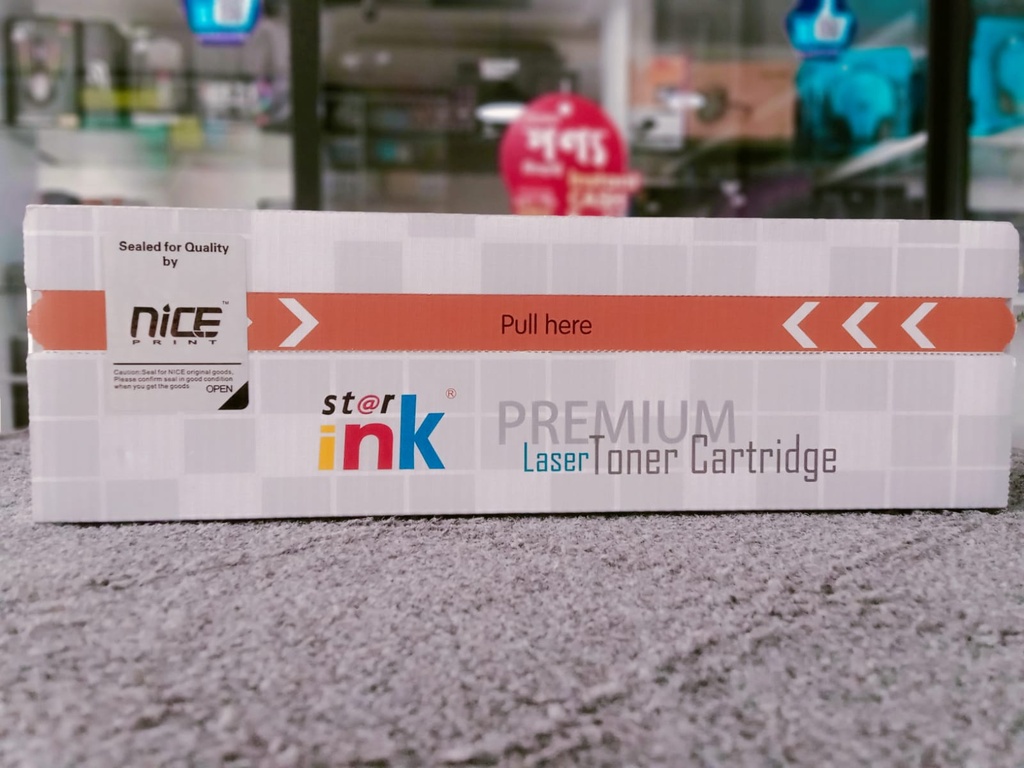 মূল্য
Sealed for Quality
by
nice™
PRINT
Caution:Seal for NICE original goods,
Please confirm seal in good condition
when you get the goods
OPEN
Pull here
st@r
ink®
PREMIUM
Laser Toner Cartridge